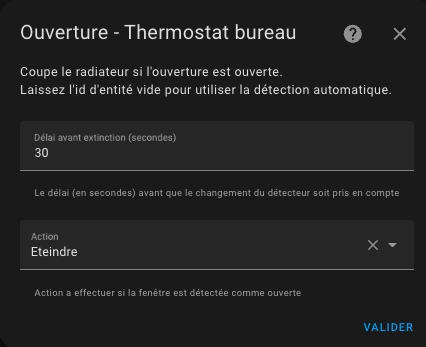 Ouverture - Thermostat bureau
Coupe le radiateur si l'ouverture est ouverte.
Laissez l'id d'entité vide pour utiliser la détection automatique.
Délai avant extinction (secondes)
30
Le délai (en secondes) avant que le changement du détecteur soit pris en compte
Action
Eteindre
Action a effectuer si la fenêtre est détectée comme ouverte
VALIDER